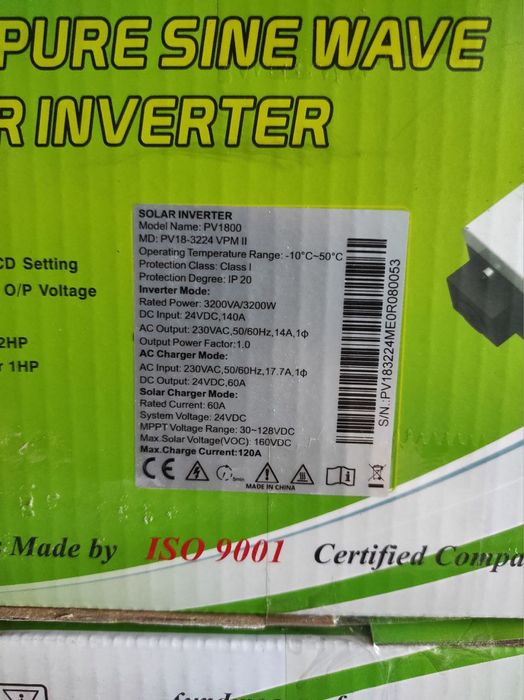 PURE SINE WAVE
R INVERTER
SOLAR INVERTER
Model Name: PV1800
MD: PV18-3224 VPM II
Operating Temperature Range: -10°C~50°C
Protection Class: Class I
Protection Degree: IP 20
Inverter Mode:
Rated Power: 3200VA/3200W
DC Input: 24VDC,140A
AC Output: 230VAC,50/60Hz,14A,1ф
Output Power Factor:1.0
AC Charger Mode:
AC Input: 230VAC,50/60Hz,17.7A,1ф
DC Output: 24VDC,60A
Solar Charger Mode:
Rated Current: 60A
System Voltage: 24VDC
MPPT Voltage Range: 30~128VDC
Max.Solar Voltage(VOC): 160VDC
Max.Charge Current:120A
CE
5min
MADE IN CHINA
S/N.:PV183224ME0R080053
CD Setting
O/P Voltage
2HP
r 1HP
Made by ISO 9001 Certified Compa